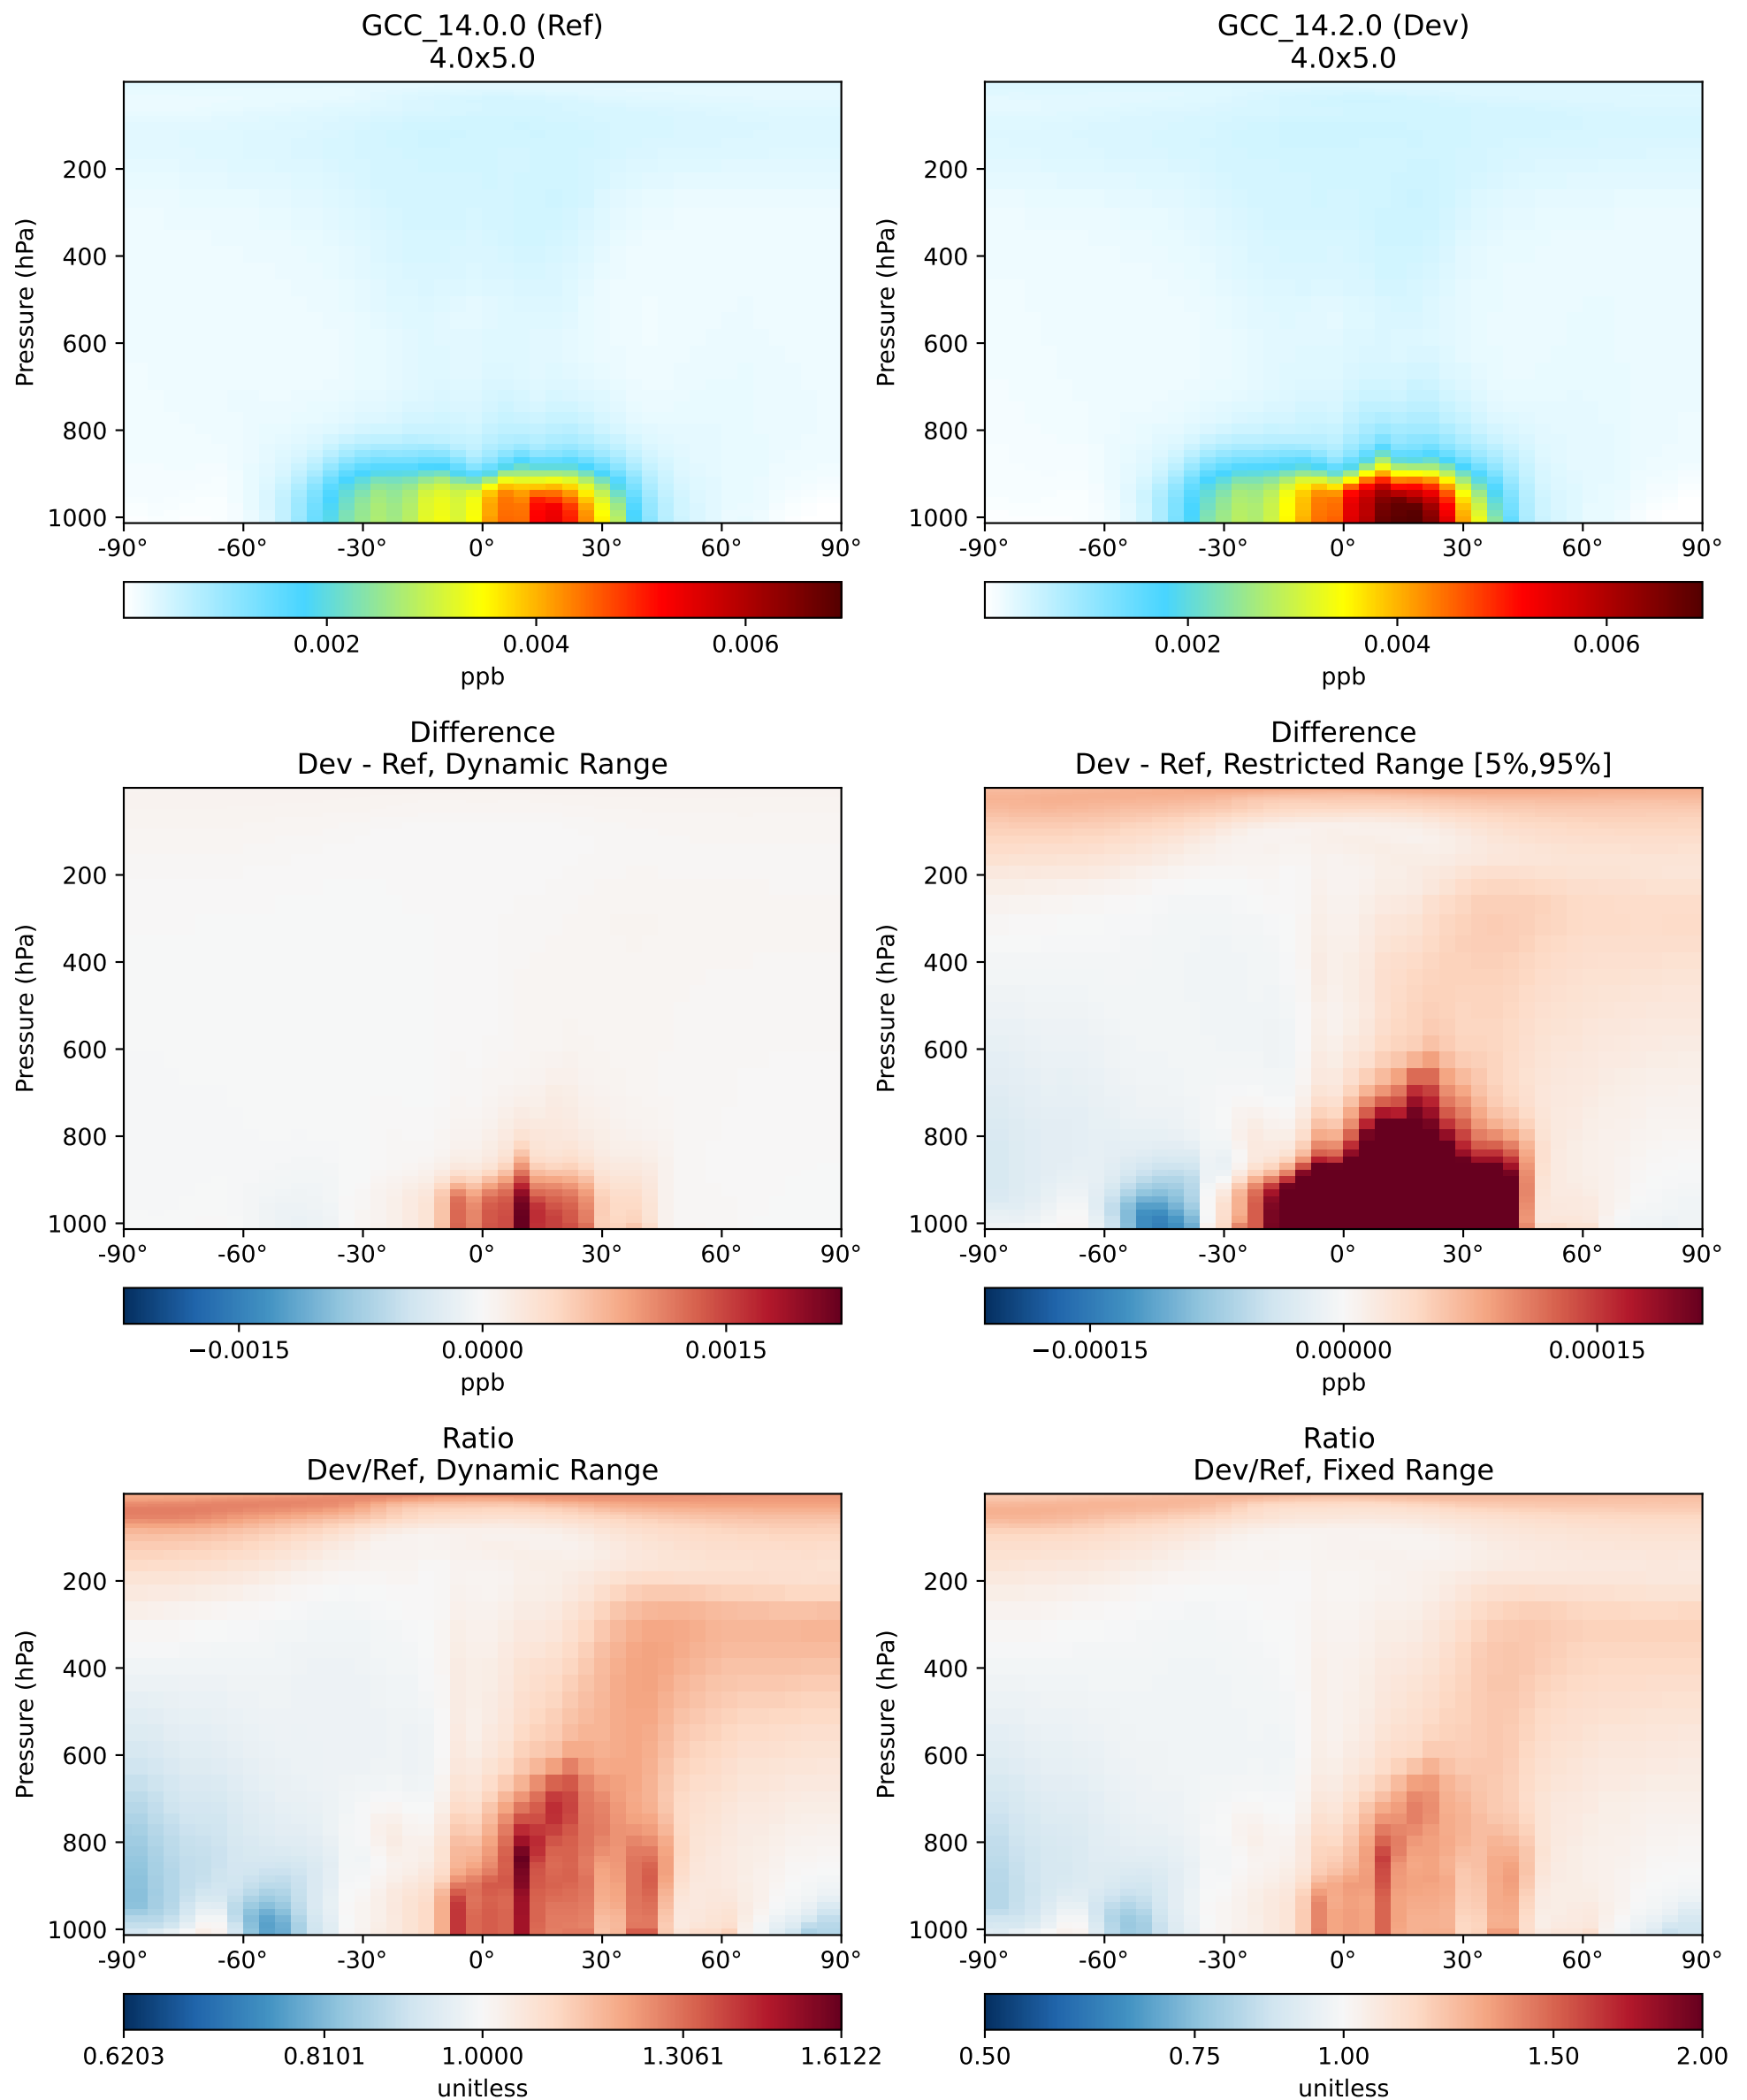 GCC_14.0.0 (Ref)
4.0x5.0
Pressure (hPa)
200
400
600
800
1000
-90° -60° -30° 0° 30° 60° 90°
0.002 0.004 0.006
ppb
GCC_14.2.0 (Dev)
4.0x5.0
Pressure (hPa)
200
400
600
800
1000
-90° -60° -30° 0° 30° 60° 90°
0.002 0.004 0.006
ppb
Difference
Dev - Ref, Dynamic Range
Pressure (hPa)
200
400
600
800
1000
-90° -60° -30° 0° 30° 60° 90°
−0.0015 0.0000 0.0015
ppb
Difference
Dev - Ref, Restricted Range [5%,95%]
Pressure (hPa)
200
400
600
800
1000
-90° -60° -30° 0° 30° 60° 90°
−0.00015 0.00000 0.00015
ppb
Ratio
Dev/Ref, Dynamic Range
Pressure (hPa)
200
400
600
800
1000
-90° -60° -30° 0° 30° 60° 90°
0.6203 0.8101 1.0000 1.3061 1.6122
unitless
Ratio
Dev/Ref, Fixed Range
Pressure (hPa)
200
400
600
800
1000
-90° -60° -30° 0° 30° 60° 90°
0.50 0.75 1.00 1.50 2.00
unitless